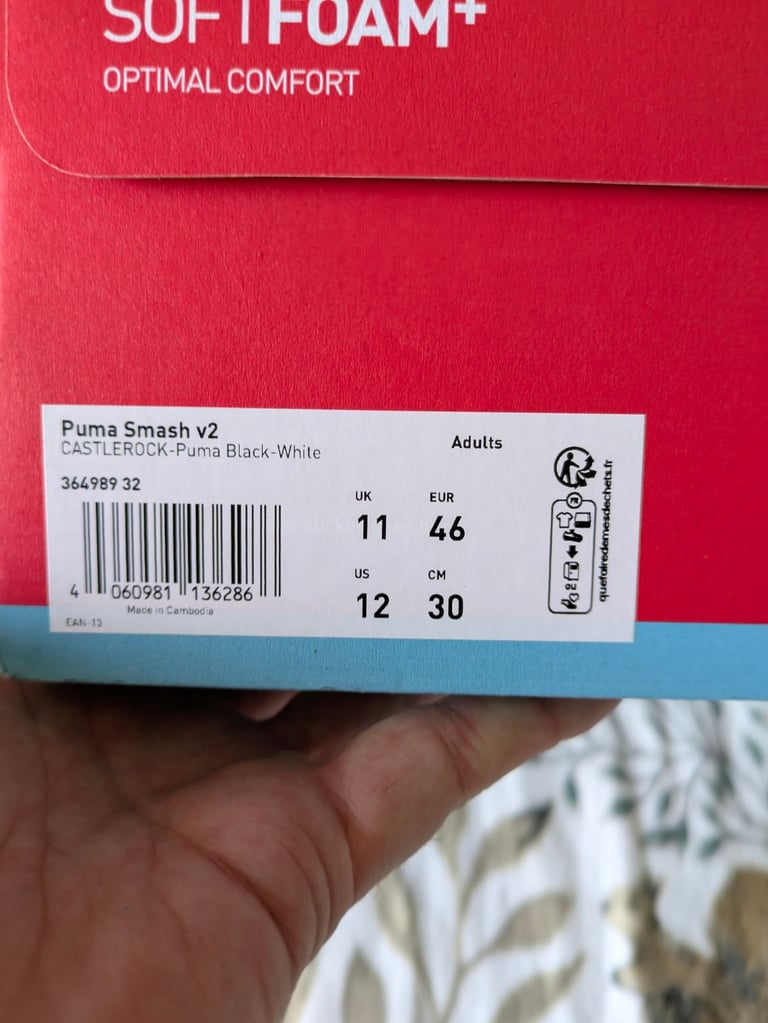 SOFTFOAM+
OPTIMAL COMFORT
Puma Smash v2
CASTLEROCK-Puma Black-White
Adults
364989 32
UK EUR
11 46
US CM
12 30
4 060981 136286
Made in Cambodia
EAN-13
FR
quefairedemesdechets.fr